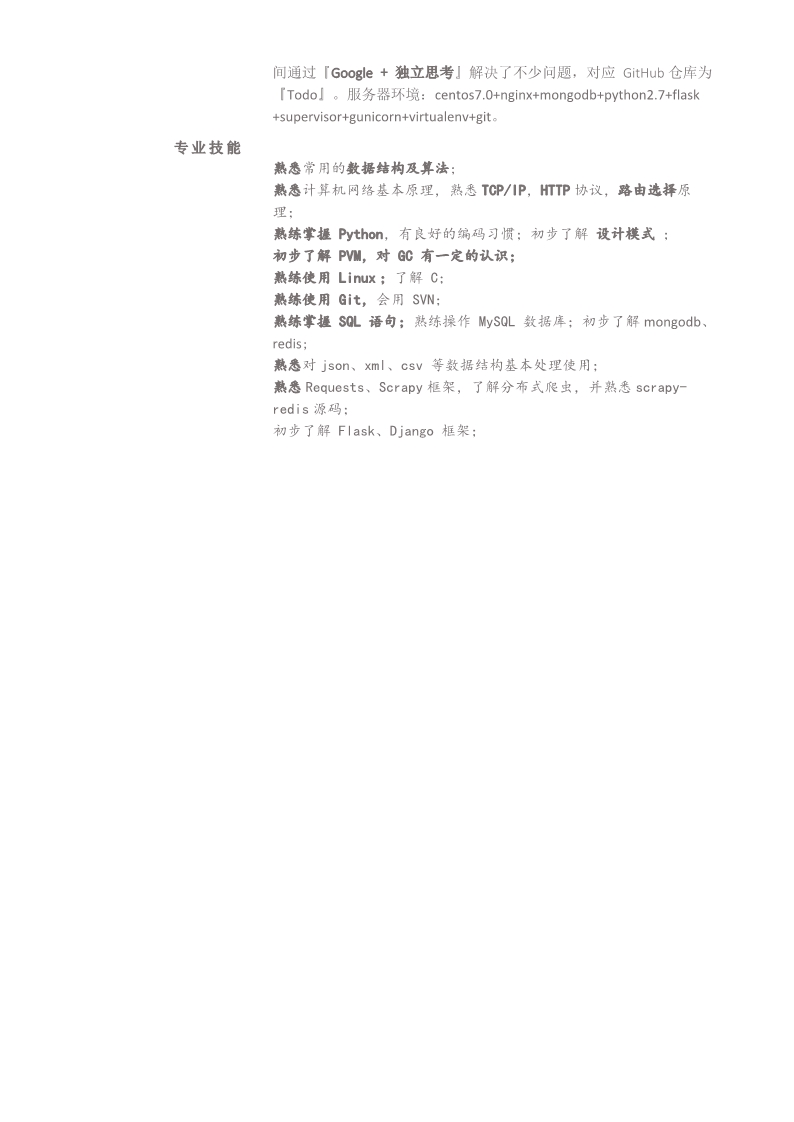 间通过『Google + 独立思考』解决了不少问题，对应 GitHub 仓库为
『Todo』。服务器环境：centos7.0+nginx+mongodb+python2.7+flask
+supervisor+gunicorn+virtualenv+git。
专业技能
熟悉常用的数据结构及算法；
熟悉计算机网络基本原理，熟悉 TCP/IP，HTTP 协议，路由选择原
理；
熟练掌握 Python，有良好的编码习惯；初步了解 设计模式 ；
初步了解 PVM，对 GC 有一定的认识；
熟练使用 Linux；了解 C；
熟练使用 Git，会用 SVN；
熟练掌握 SQL 语句；熟练操作 MySQL 数据库；初步了解 mongodb、
redis；
熟悉对 json、xml、csv 等数据结构基本处理使用；
熟悉 Requests、Scrapy 框架，了解分布式爬虫，并熟悉 scrapy-
redis 源码；
初步了解 Flask、Django 框架；